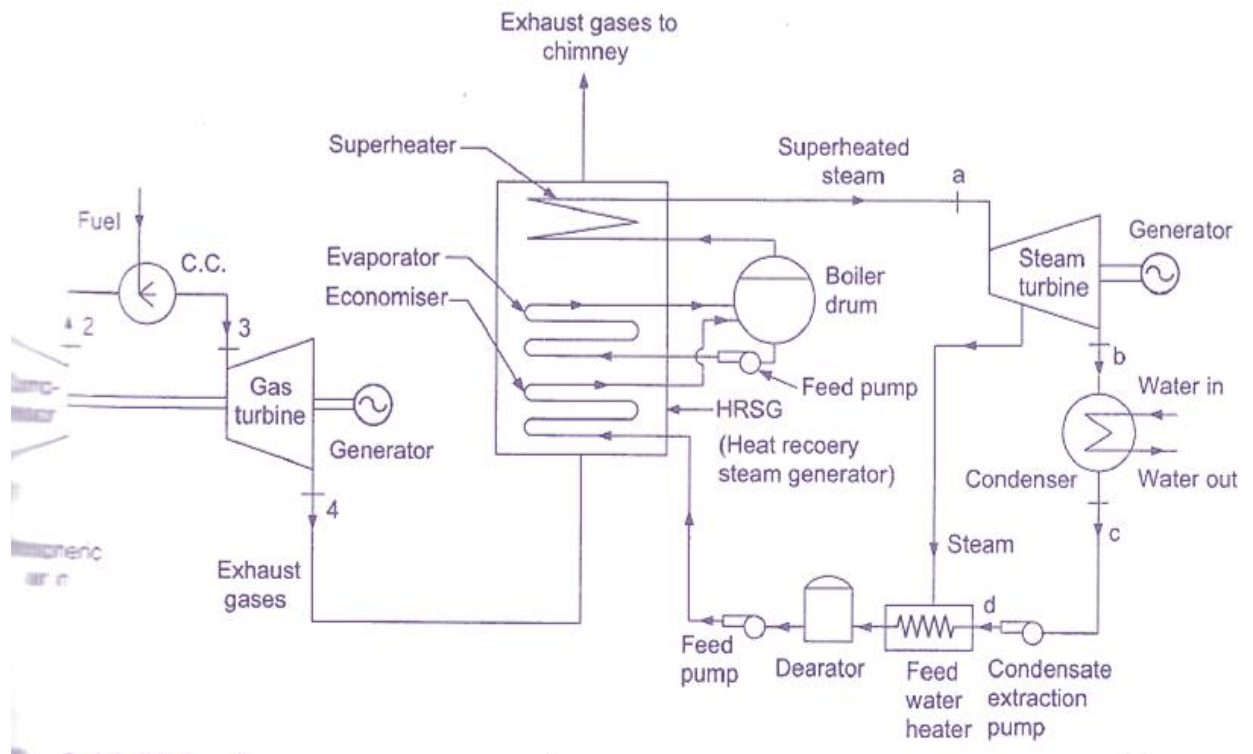 Exhaust gases to
chimney
Superheater
Superheated
steam
a
Fuel
C.C.
Evaporator
Economiser
Boiler
drum
Steam
turbine
Generator
2
3
Gas
turbine
Generator
Feed pump
HRSG
(Heat recoery
steam generator)
b
Water in
Condenser
Water out
4
c
Exhaust
gases
Steam
d
Feed
pump
Dearator
Feed
water
heater
Condensate
extraction
pump